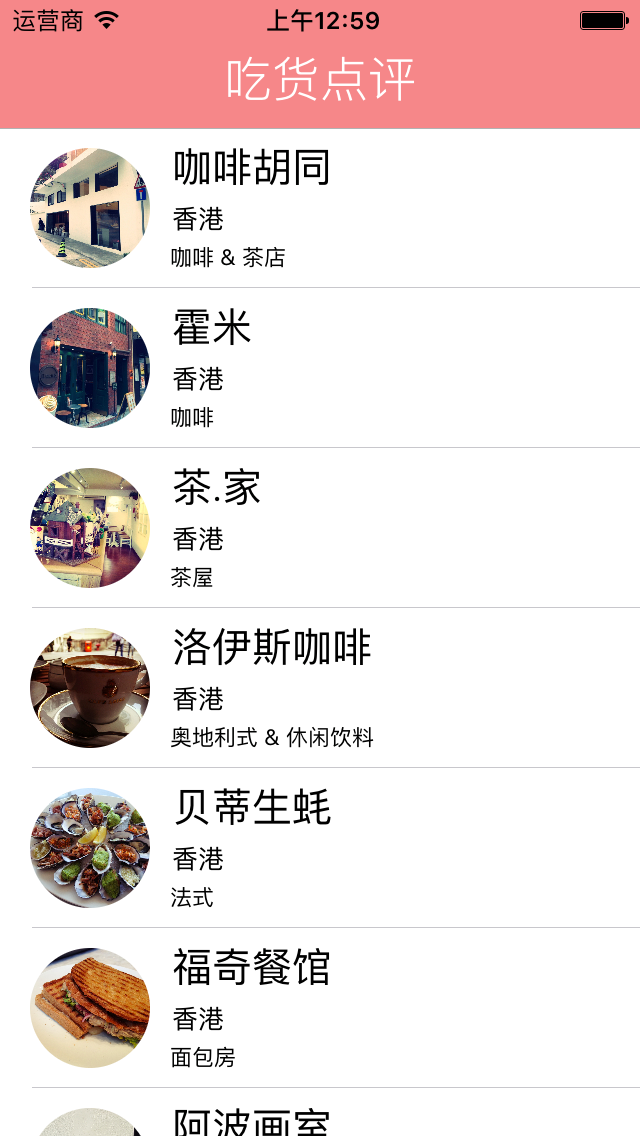 运营商 上午12:59
吃货点评
咖啡胡同
香港
咖啡 & 茶店
霍米
香港
咖啡
茶.家
香港
茶屋
洛伊斯咖啡
香港
奥地利式 & 休闲饮料
贝蒂生蚝
香港
法式
福奇餐馆
香港
面包房
阿波画室